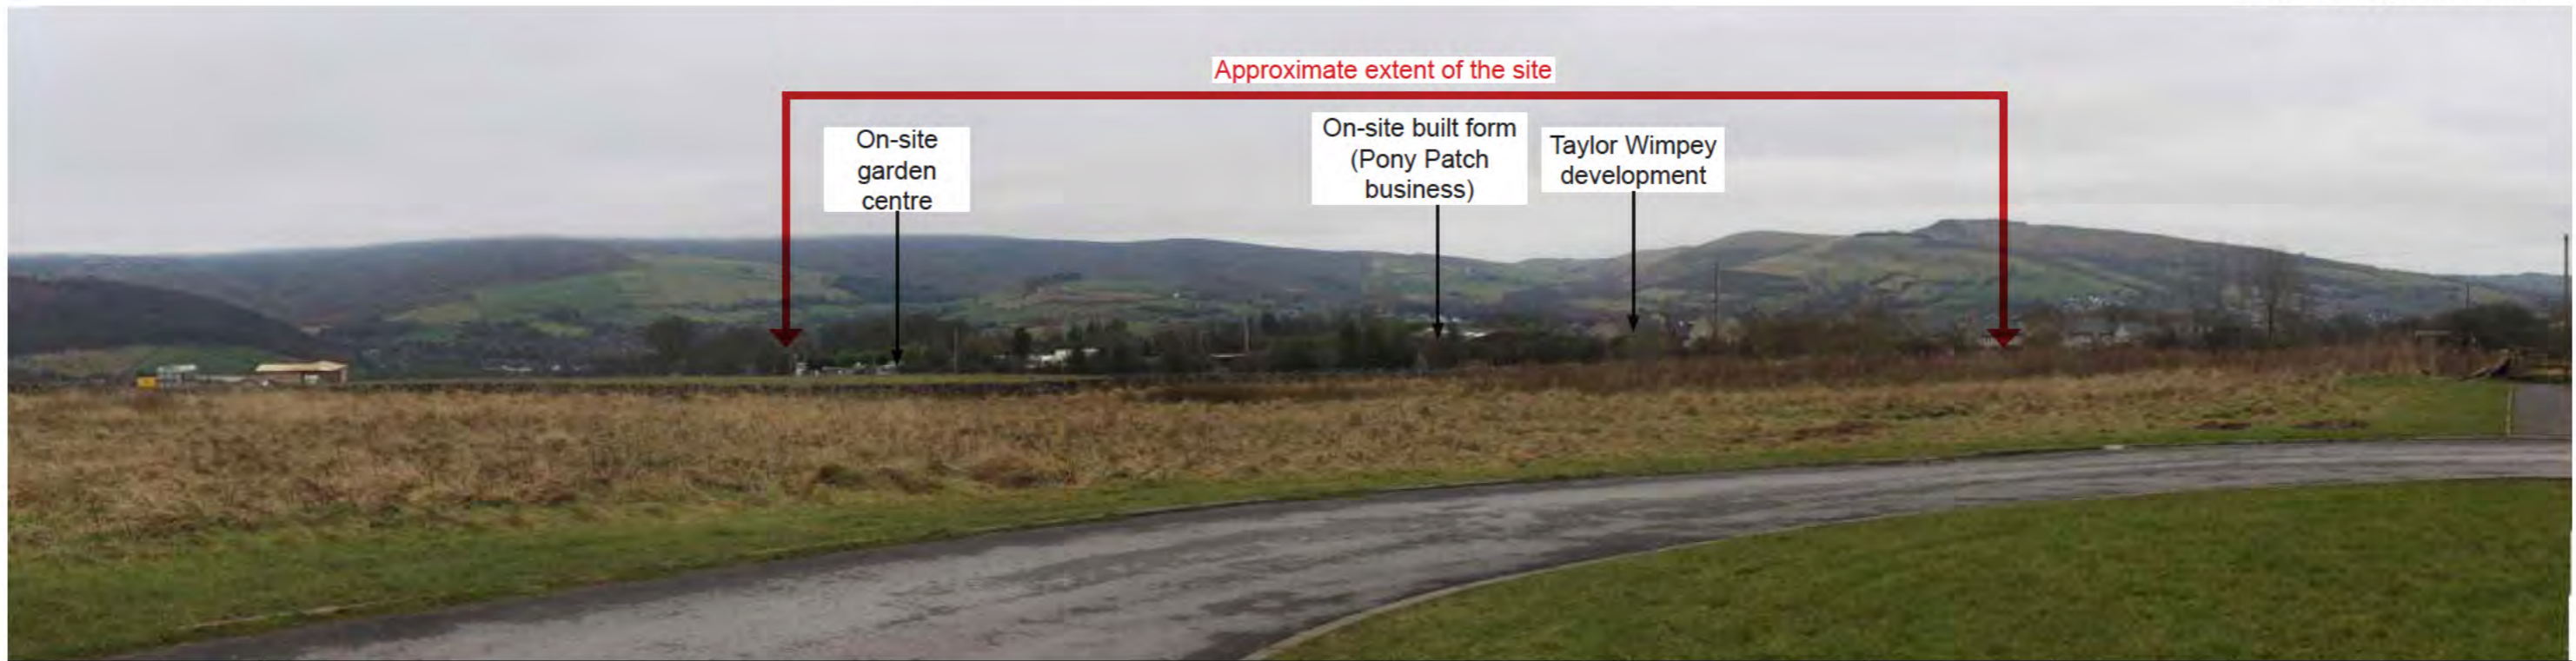 Approximate extent of the site
On-site
garden
centre
On-site built form
(Pony Patch
business)
Taylor Wimpey
development